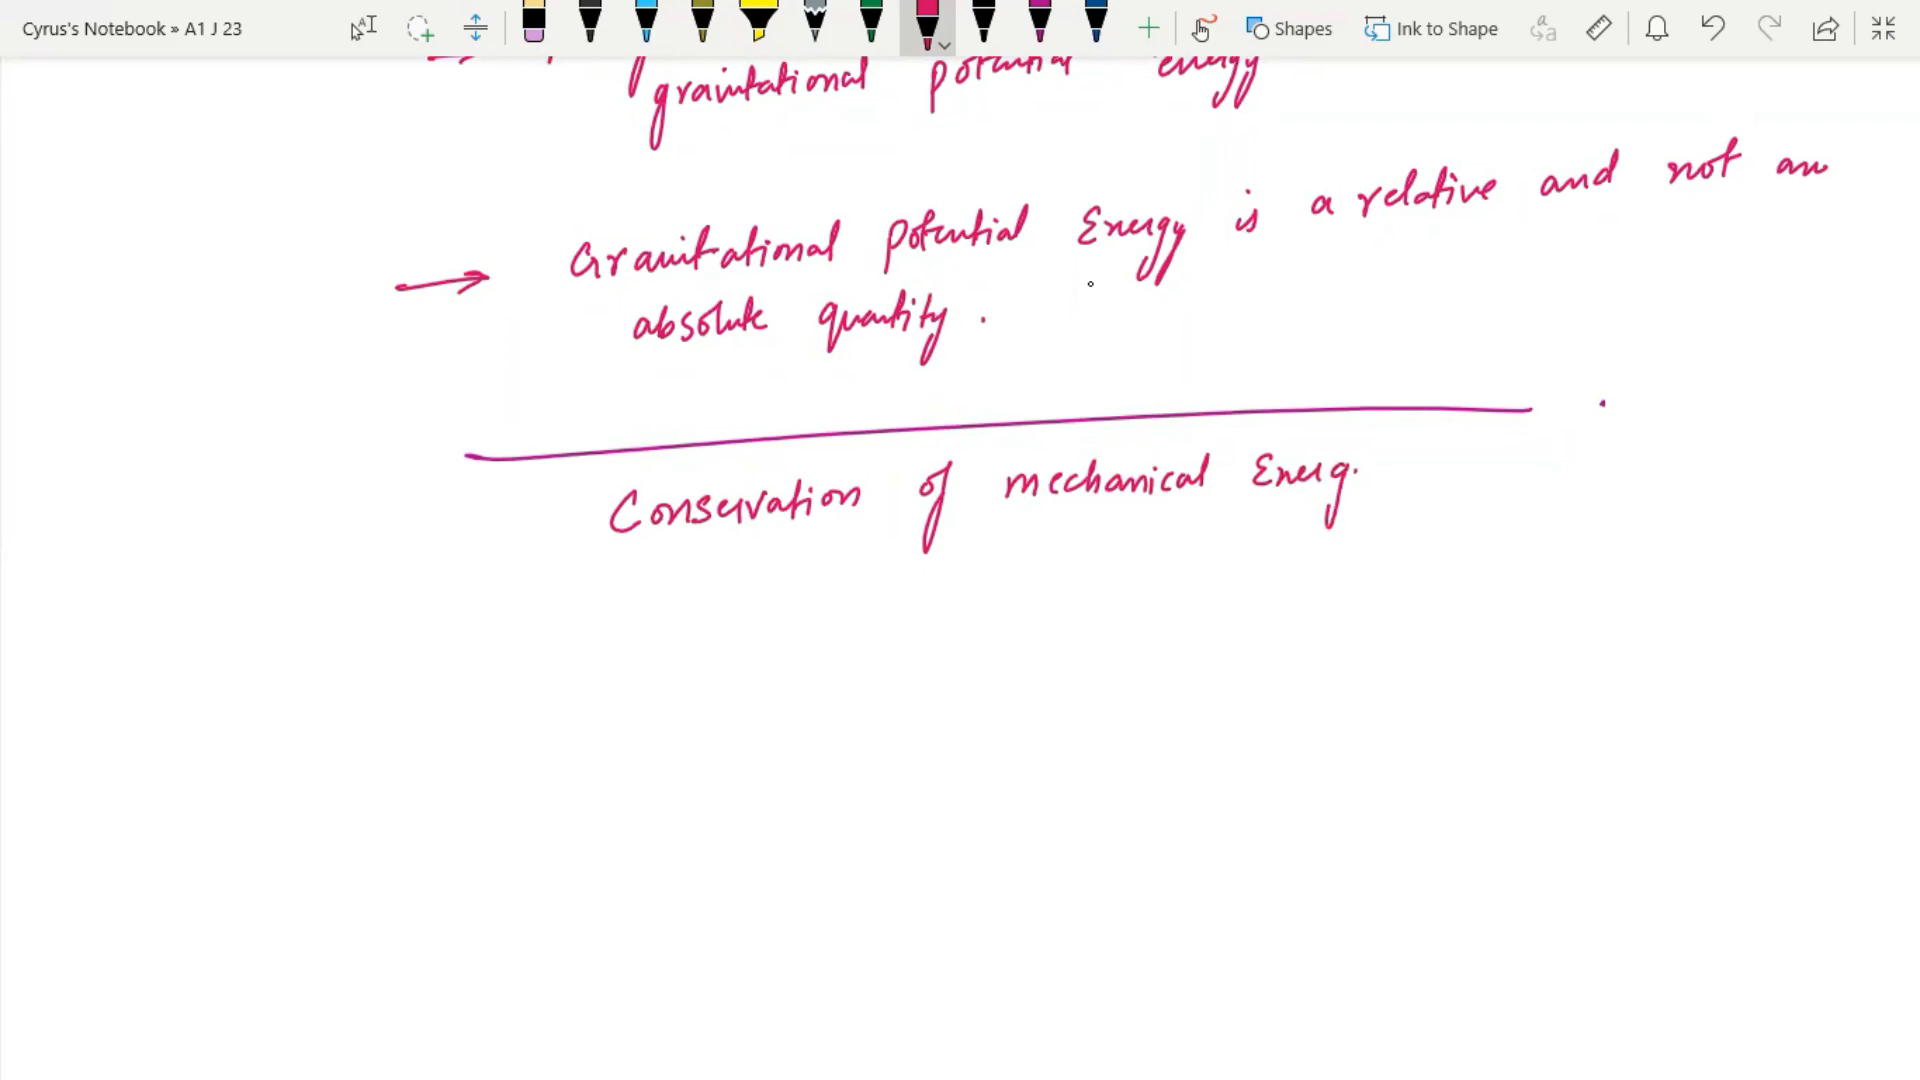 Cyrus's Notebook » A1 J 23
Shapes
Ink to Shape
gravitational potential energy
Gravitational potential Energy is a relative and not an
absolute quantity.
Conservation of mechanical Energ.